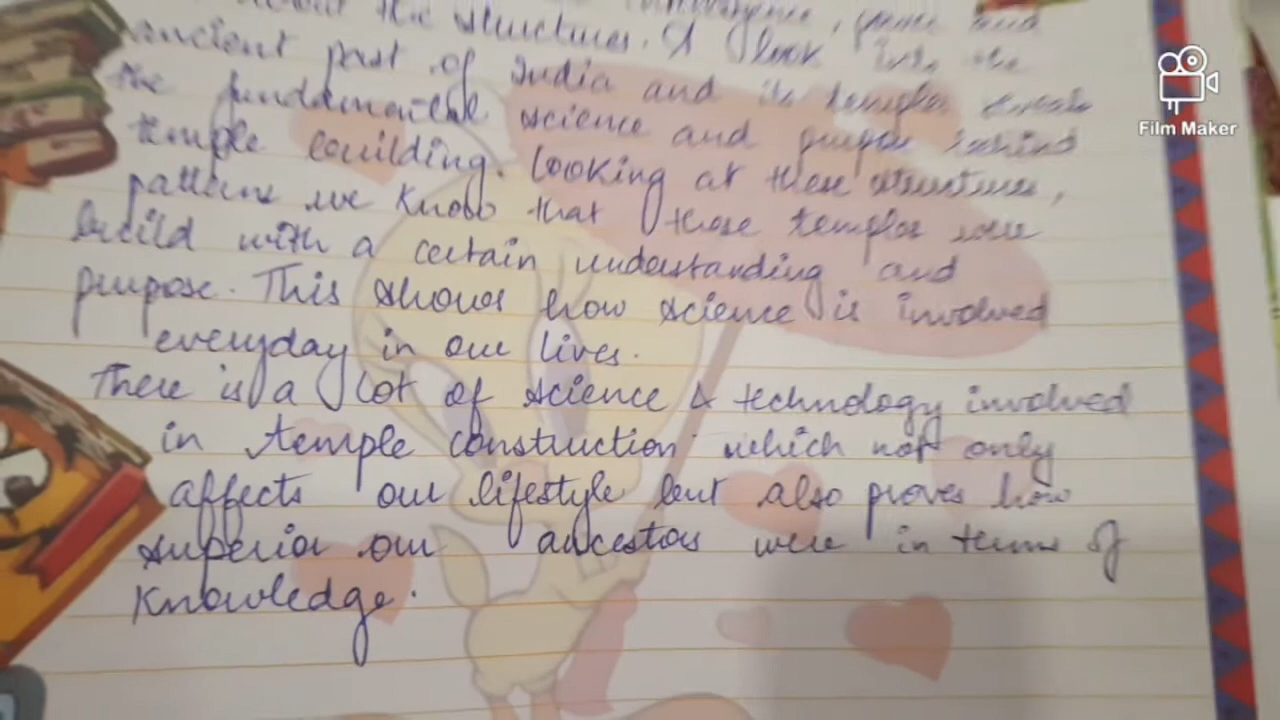 about the structures. A look into the
ancient past of India and its temples
the fundamental science and purpose behind
temple building. Looking at these structures,
patterns we know that these temples were
build with a certain understanding and
purpose. This shows how science is involved
everyday in our lives.
There is a lot of science & technology involved
in temple construction which not only
affects our lifestyle but also proves how
superior our ancestors were in terms of
knowledge.
Film Maker